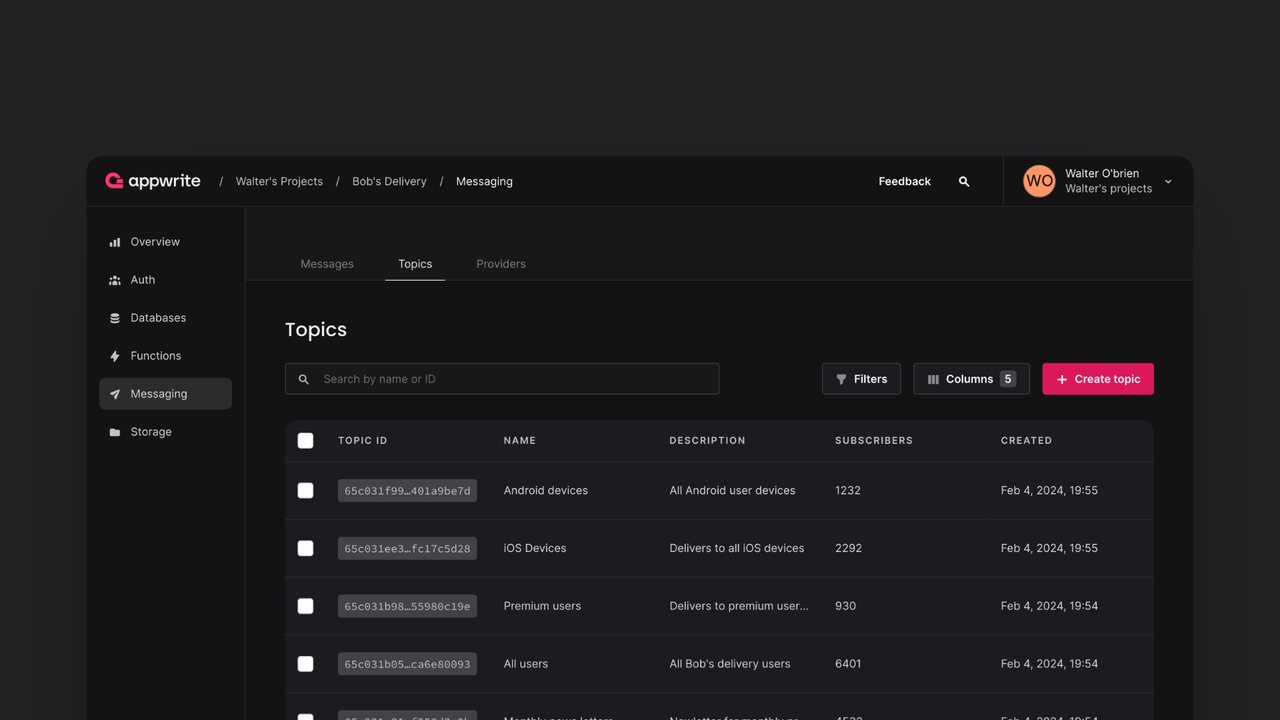 appwrite / Walter's Projects / Bob's Delivery / Messaging
Feedback
WO
Walter O'brien
Walter's projects
Overview
Auth
Databases
Functions
Messaging
Storage
Messages Topics Providers
Topics
Search by name or ID
Filters
Columns 5
+ Create topic
TOPIC ID NAME DESCRIPTION SUBSCRIBERS CREATED
65c031f99…401a9be7d Android devices All Android user devices 1232 Feb 4, 2024, 19:55
65c031ee3…fc17c5d28 iOS Devices Delivers to all iOS devices 2292 Feb 4, 2024, 19:55
65c031b98…55980c19e Premium users Delivers to premium user... 930 Feb 4, 2024, 19:54
65c031b05…ca6e80093 All users All Bob's delivery users 6401 Feb 4, 2024, 19:54